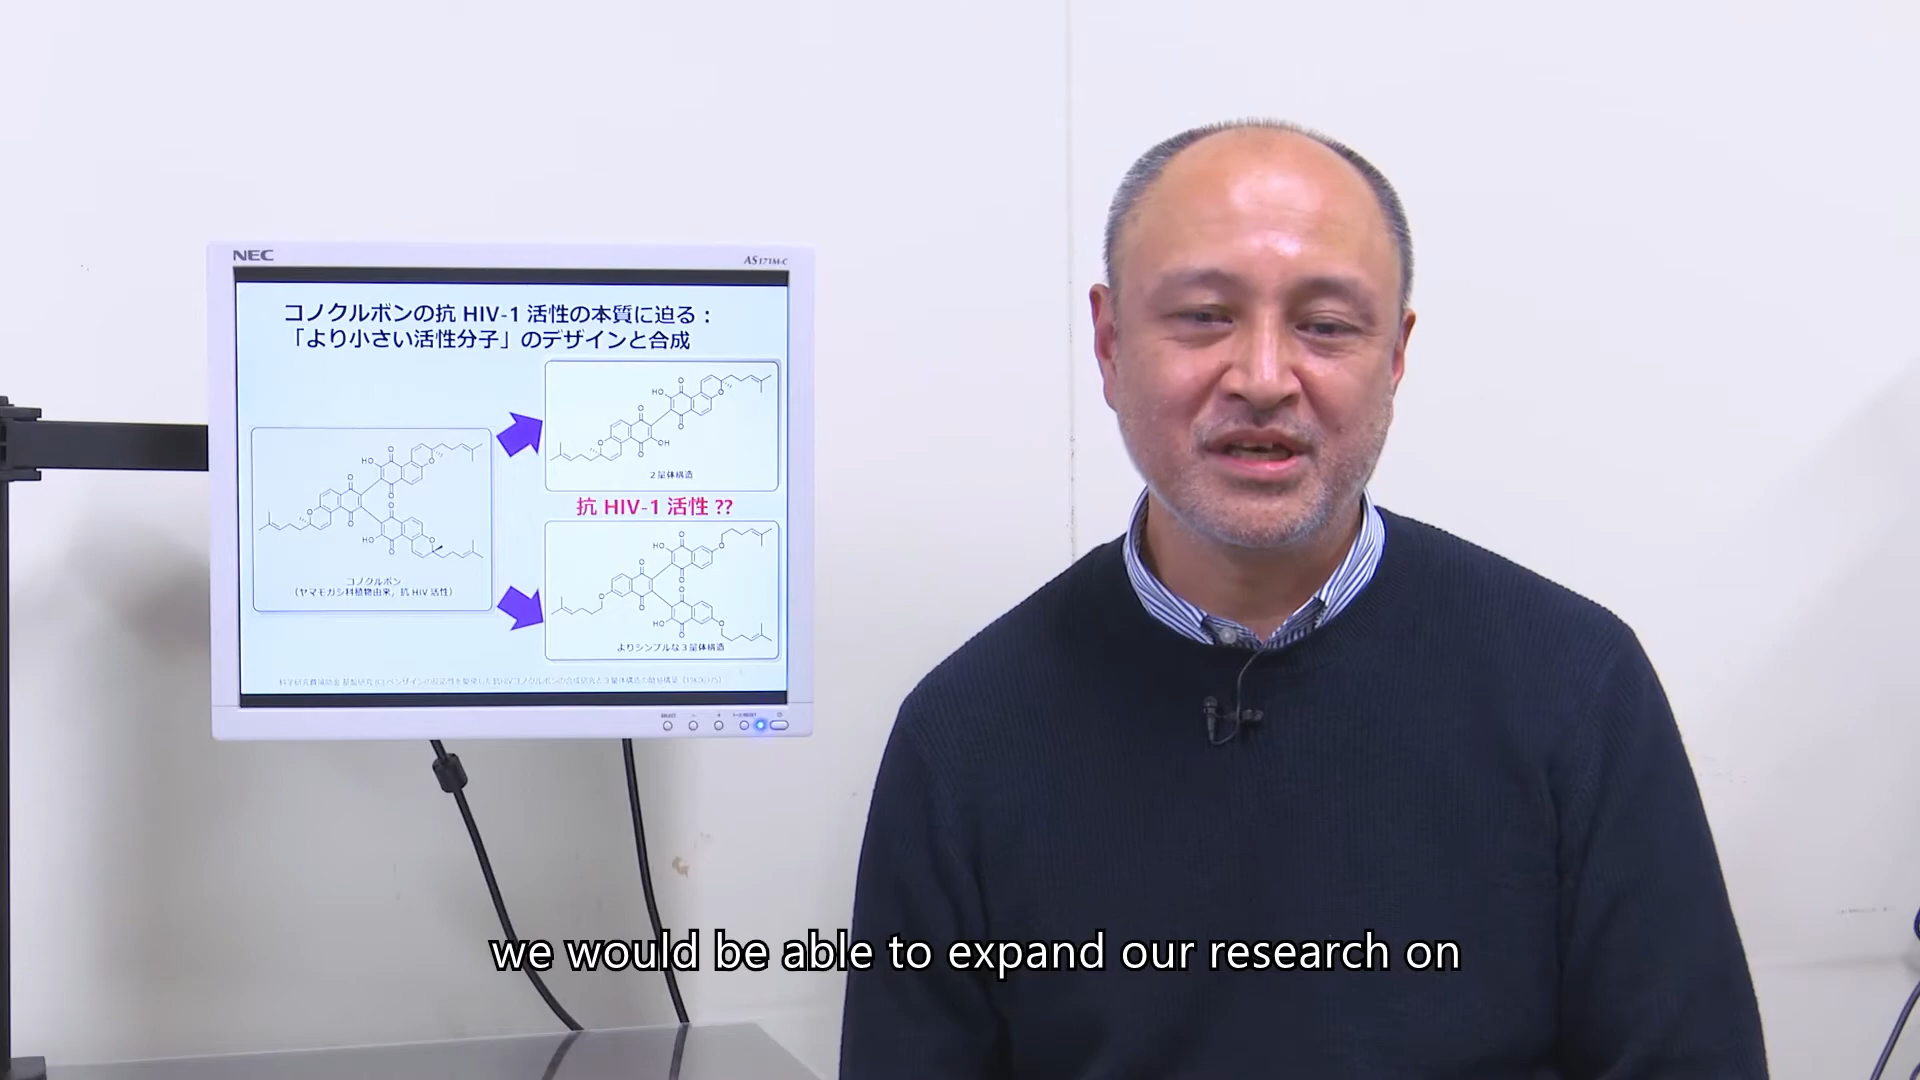 NEC
AS171M-C
コノクルボンの抗 HIV-1 活性の本質に迫る：
「より小さい活性分子」のデザインと合成
2量体構造
抗 HIV-1 活性 ??
コノクルボン
(ヤマモガシ科植物由来，抗 HIV 活性)
よりシンプルな3量体構造
we would be able to expand our research on